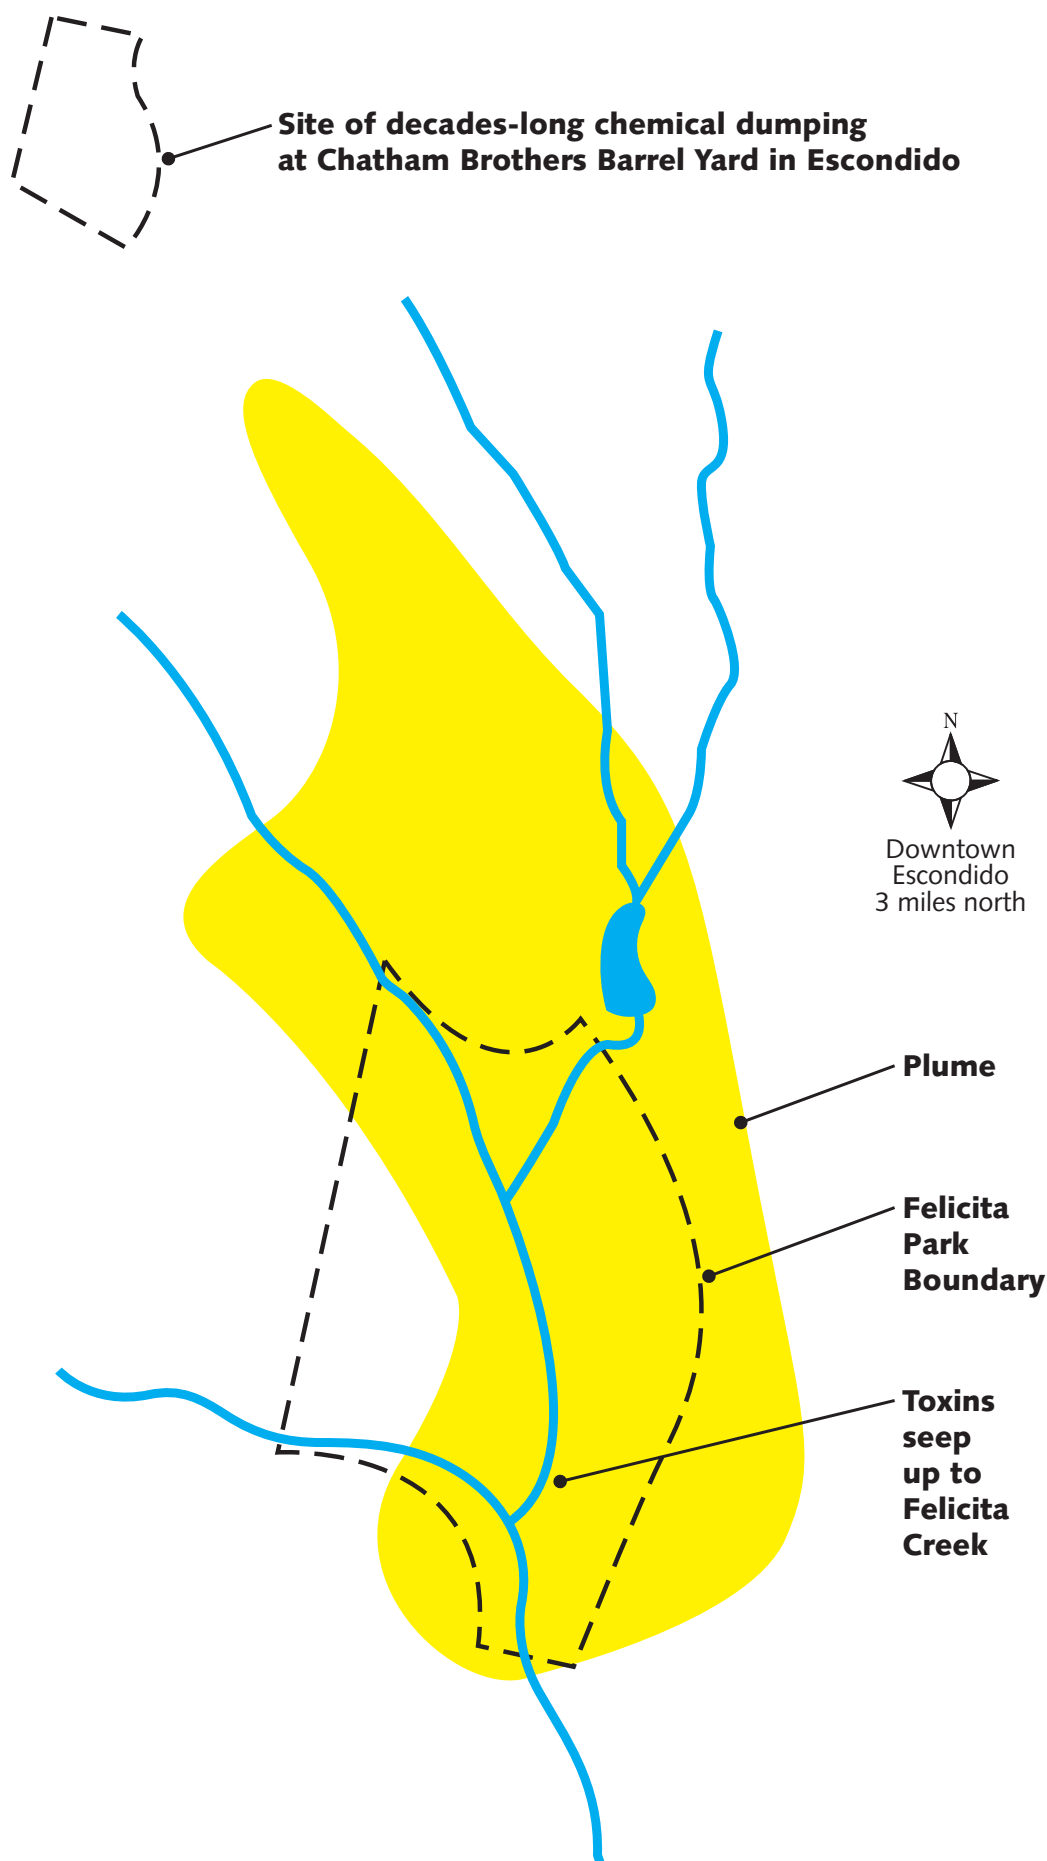 Site of decades-long chemical dumping
at Chatham Brothers Barrel Yard in Escondido
N
Downtown
Escondido
3 miles north
Plume
Felicita
Park
Boundary
Toxins
seep
up to
Felicita
Creek